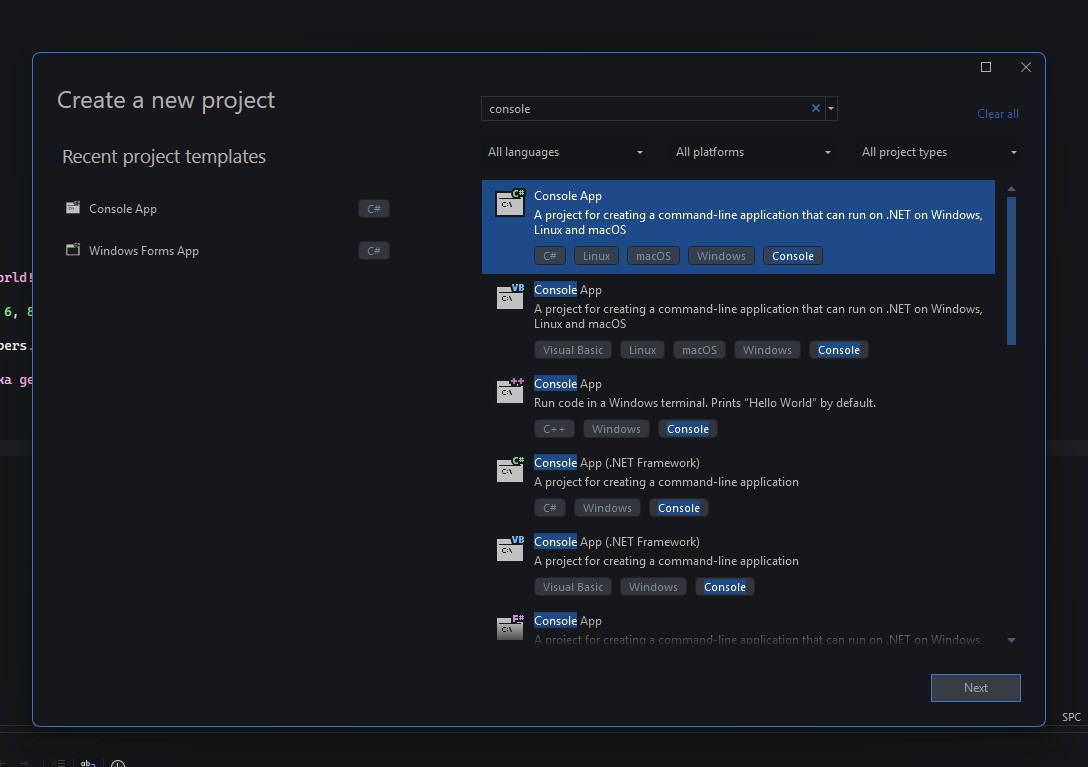 Create a new project
console
Clear all
Recent project templates
All languages
All platforms
All project types
Console App
C#
Windows Forms App
C#
Console App
A project for creating a command-line application that can run on .NET on Windows,
Linux and macOS
C# Linux macOS Windows Console
Console App
A project for creating a command-line application that can run on .NET on Windows,
Linux and macOS
Visual Basic Linux macOS Windows Console
Console App
Run code in a Windows terminal. Prints “Hello World” by default.
C++ Windows Console
Console App (.NET Framework)
A project for creating a command-line application
C# Windows Console
Console App (.NET Framework)
A project for creating a command-line application
Visual Basic Windows Console
Console App
A project for creating a command-line application that can run on .NET on Windows,
Next
orld!
6, 8
bers.
ka ge
SPC